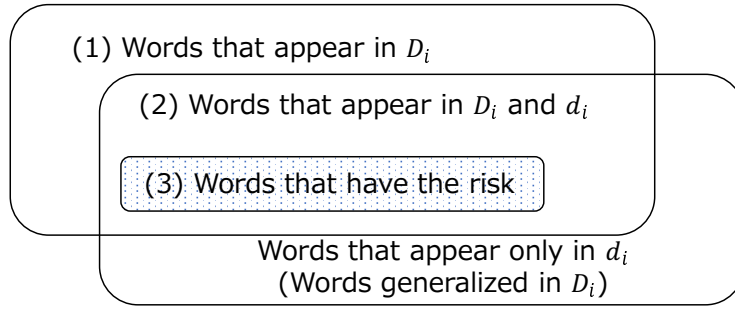 (1) Words that appear in 𝐷𝑖
(2) Words that appear in 𝐷𝑖 and 𝑑𝑖
(3) Words that have the risk
Words that appear only in 𝑑𝑖
(Words generalized in 𝐷𝑖)